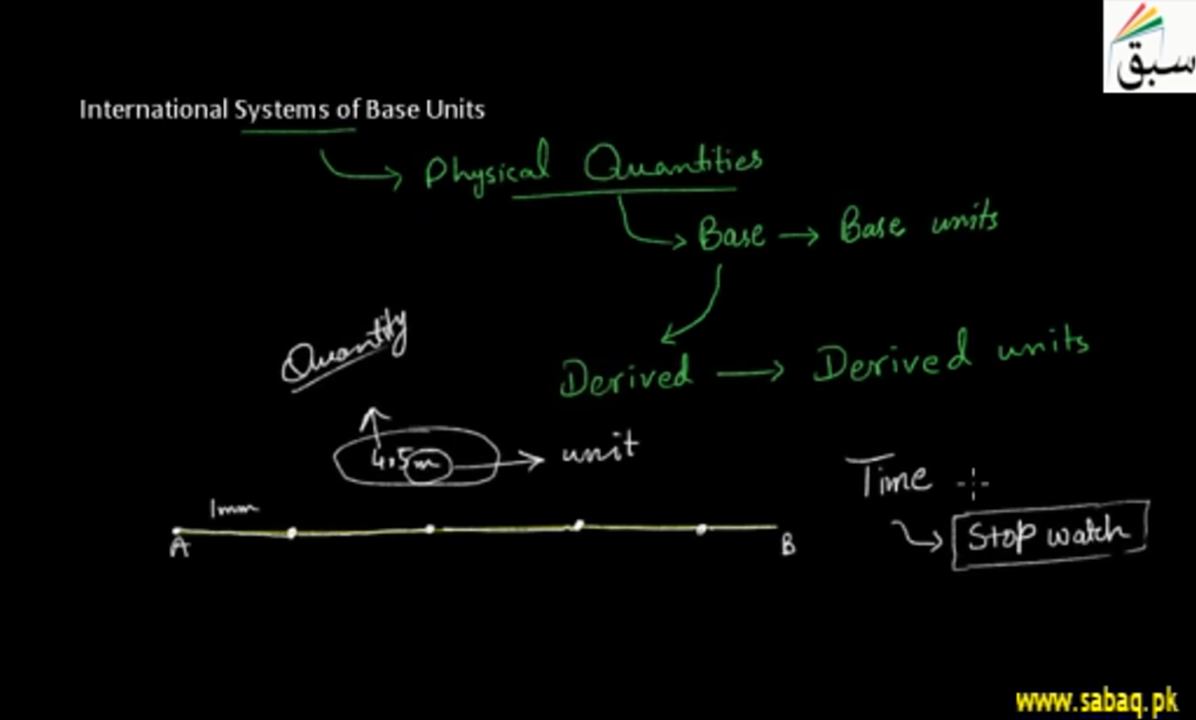 سبق
International Systems of Base Units
Physical Quantities
Base → Base units
Quantity
Derived → Derived units
4.5m → unit
Time
1mm
Stop watch
A
B
www.sabaq.pk